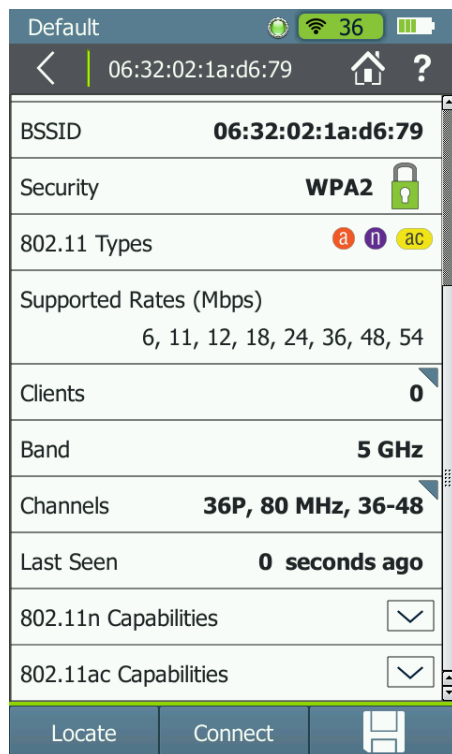 Default 36
06:32:02:1a:d6:79 ?
BSSID 06:32:02:1a:d6:79
Security WPA2
802.11 Types a n ac
Supported Rates (Mbps)
6, 11, 12, 18, 24, 36, 48, 54
Clients 0
Band 5 GHz
Channels 36P, 80 MHz, 36-48
Last Seen 0 seconds ago
802.11n Capabilities
802.11ac Capabilities
Locate Connect